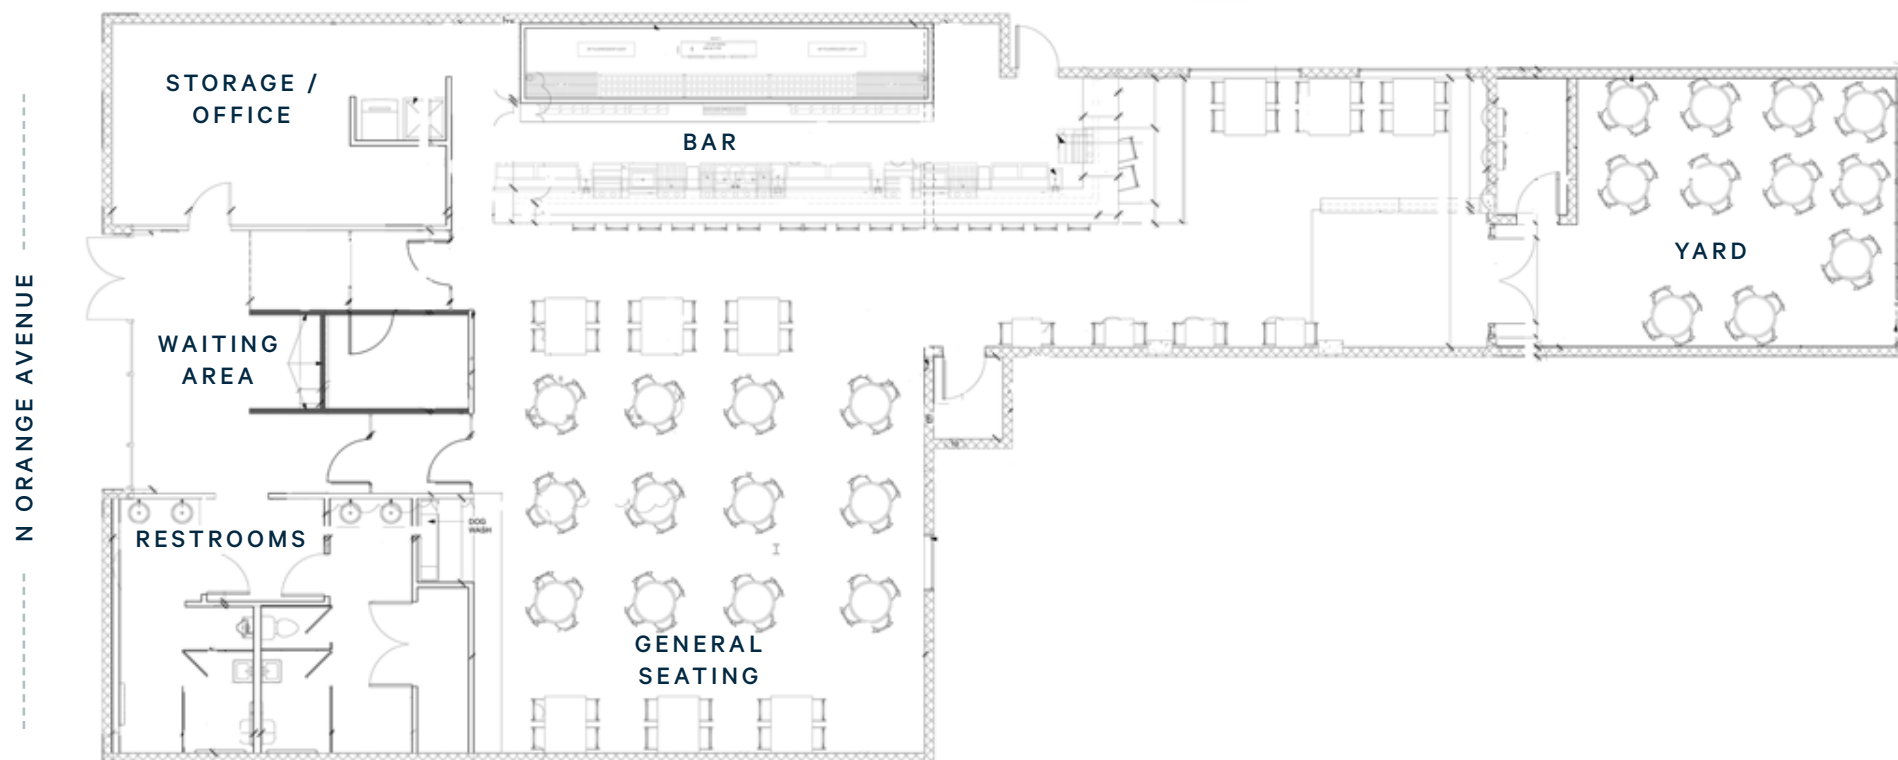 STORAGE /
OFFICE
BAR
YARD
N ORANGE AVENUE
WAITING
AREA
DOG
WASH
RESTROOMS
GENERAL
SEATING